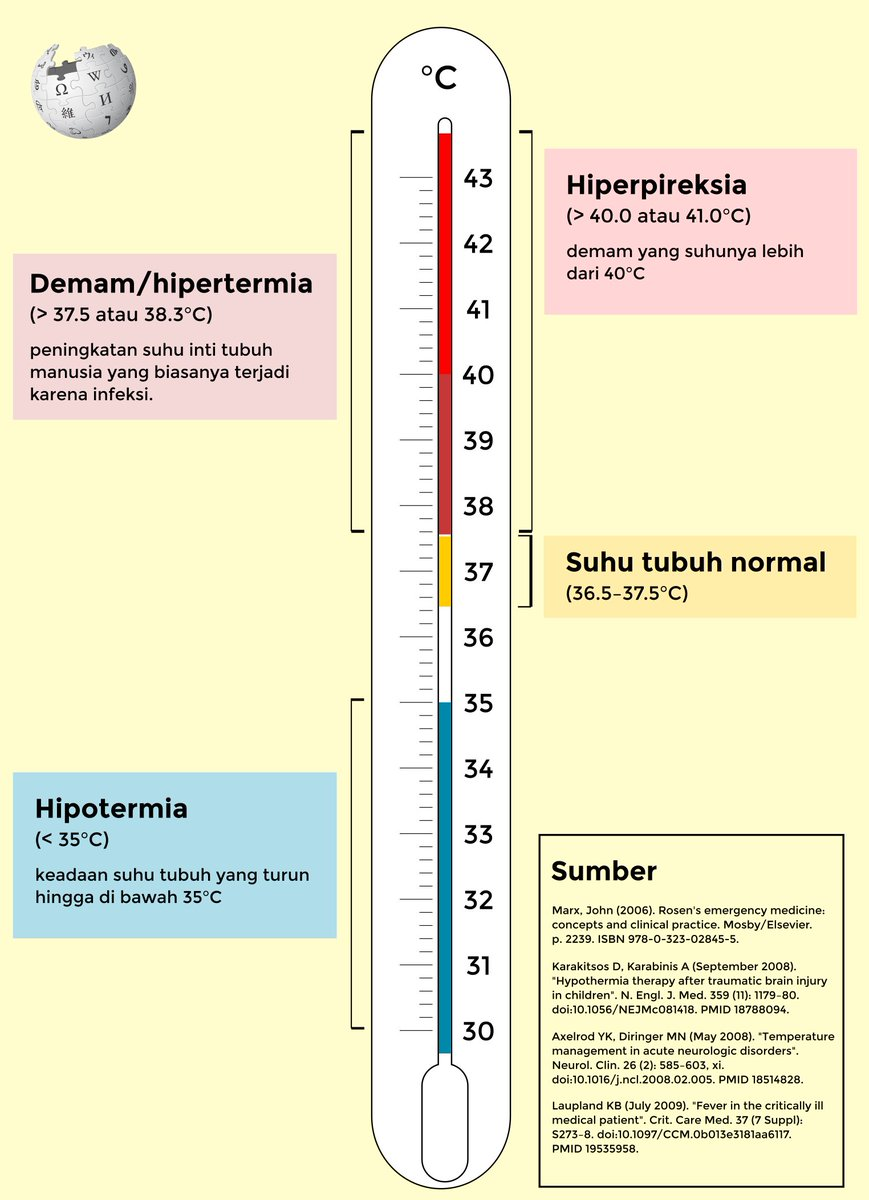 °C
43
42
41
40
39
38
37
36
35
34
33
32
31
30
Demam/hipertermia
(> 37.5 atau 38.3°C)
peningkatan suhu inti tubuh
manusia yang biasanya terjadi
karena infeksi.
Hiperpireksia
(> 40.0 atau 41.0°C)
demam yang suhunya lebih
dari 40°C
Suhu tubuh normal
(36.5–37.5°C)
Hipotermia
(< 35°C)
keadaan suhu tubuh yang turun
hingga di bawah 35°C
Sumber
Marx, John (2006). Rosen's emergency medicine:
concepts and clinical practice. Mosby/Elsevier.
p. 2239. ISBN 978-0-323-02845-5.
Karakitsos D, Karabinis A (September 2008).
"Hypothermia therapy after traumatic brain injury
in children". N. Engl. J. Med. 359 (11): 1179–80.
doi:10.1056/NEJMc081418. PMID 18788094.
Axelrod YK, Diringer MN (May 2008). "Temperature
management in acute neurologic disorders".
Neurol. Clin. 26 (2): 585–603, xi.
doi:10.1016/j.ncl.2008.02.005. PMID 18514828.
Laupland KB (July 2009). "Fever in the critically ill
medical patient". Crit. Care Med. 37 (7 Suppl):
S273–8. doi:10.1097/CCM.0b013e3181aa6117.
PMID 19535958.
Ω
W
И
維